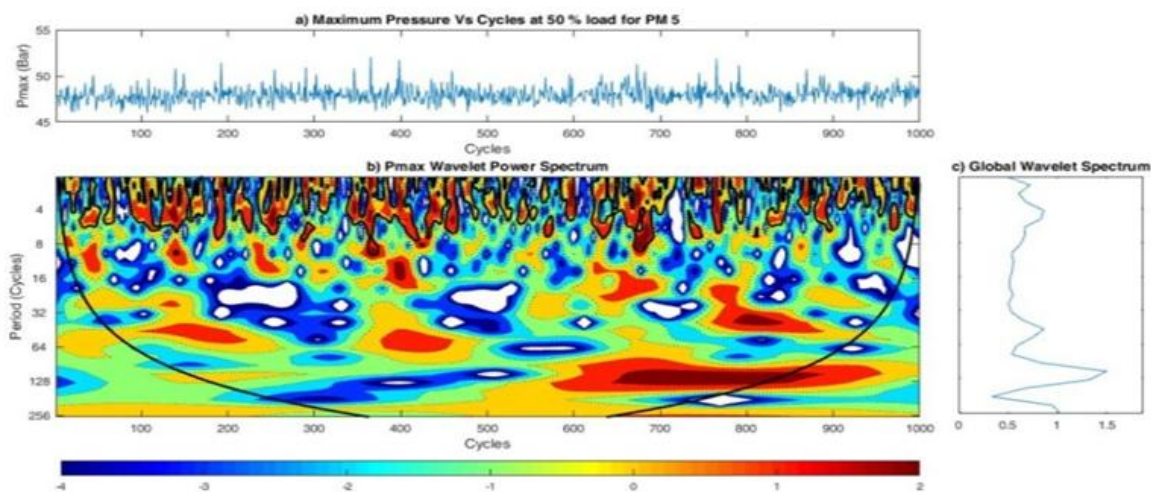 a) Maximum Pressure Vs Cycles at 50 % load for PM 5
55
50
45
Pmax (Bar)
100 200 300 400 500 600 700 800 900 1000
Cycles
b) Pmax Wavelet Power Spectrum
4
8
16
32
64
128
256
Period (Cycles)
100 200 300 400 500 600 700 800 900 1000
Cycles
c) Global Wavelet Spectrum
0 0.5 1 1.5
-4 -3 -2 -1 0 1 2